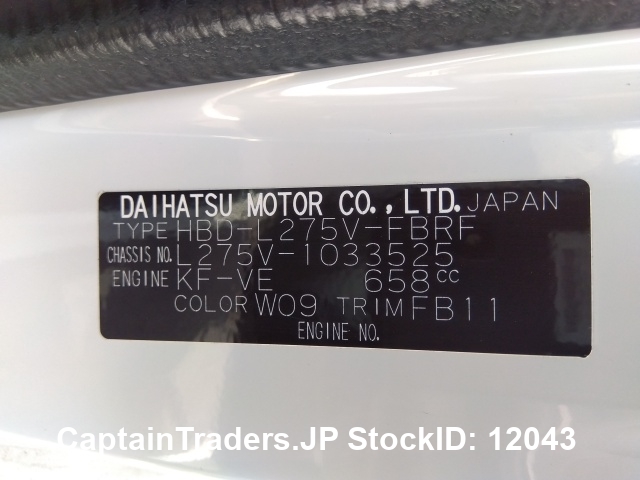 DAIHATSU MOTOR CO.,LTD. JAPAN
TYPE HBD-L275V-FBRF
CHASSIS NO. L275V-1033525
ENGINE KF-VE 658cc
COLOR W09 TRIM FB11
ENGINE NO.
CaptainTraders.JP StockID: 12043